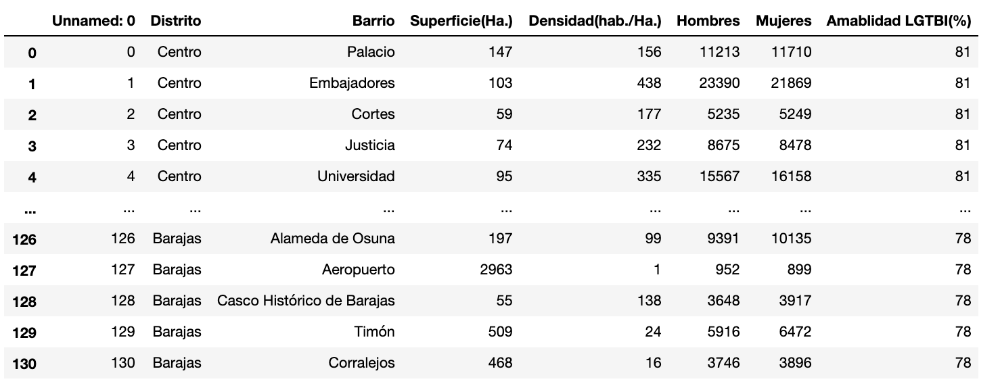 Unnamed: 0 Distrito Barrio Superficie(Ha.) Densidad(hab./Ha.) Hombres Mujeres Amablidad LGTBI(%)
0 0 Centro Palacio 147 156 11213 11710 81
1 1 Centro Embajadores 103 438 23390 21869 81
2 2 Centro Cortes 59 177 5235 5249 81
3 3 Centro Justicia 74 232 8675 8478 81
4 4 Centro Universidad 95 335 15567 16158 81
... ... ... ... ... ... ... ... ...
126 126 Barajas Alameda de Osuna 197 99 9391 10135 78
127 127 Barajas Aeropuerto 2963 1 952 899 78
128 128 Barajas Casco Histórico de Barajas 55 138 3648 3917 78
129 129 Barajas Timón 509 24 5916 6472 78
130 130 Barajas Corralejos 468 16 3746 3896 78